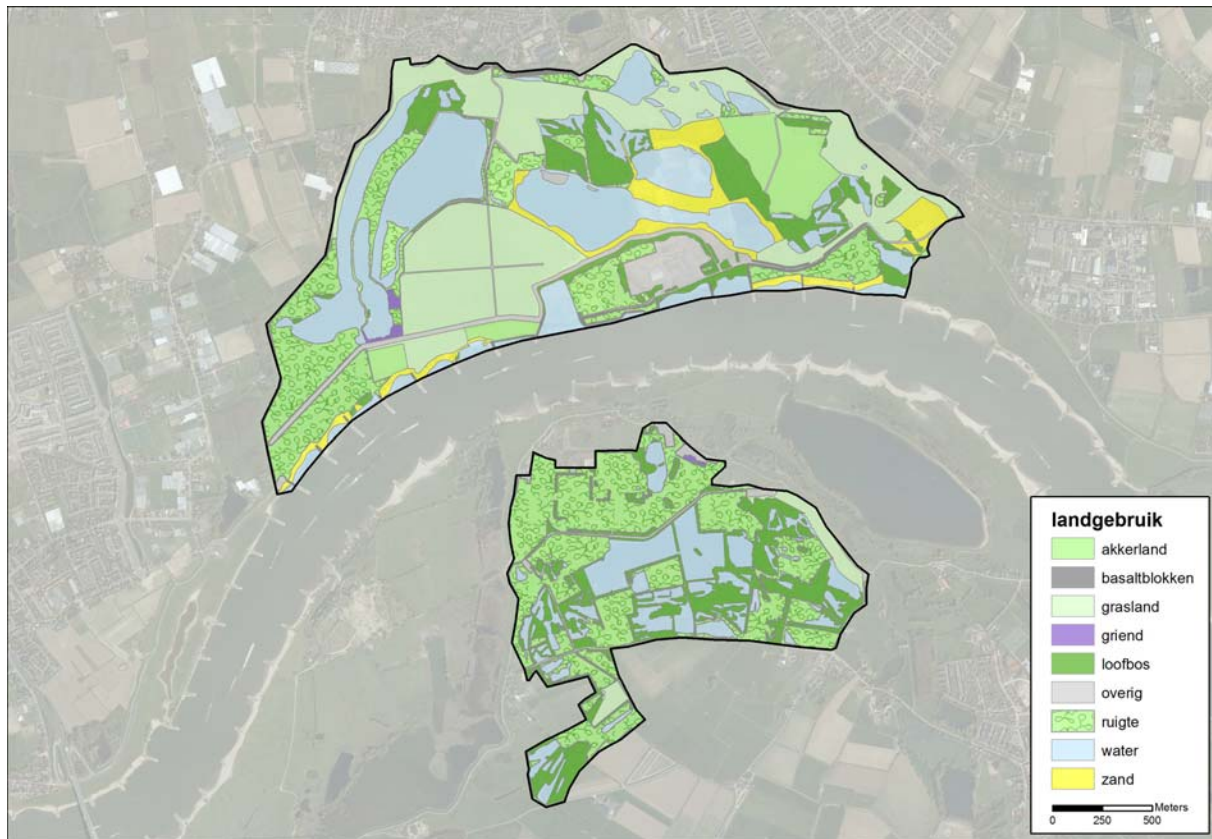 landgebruik
akkerland
basaltblokken
grasland
griend
loofbos
overig
ruigte
water
zand
Meters
0 250 500